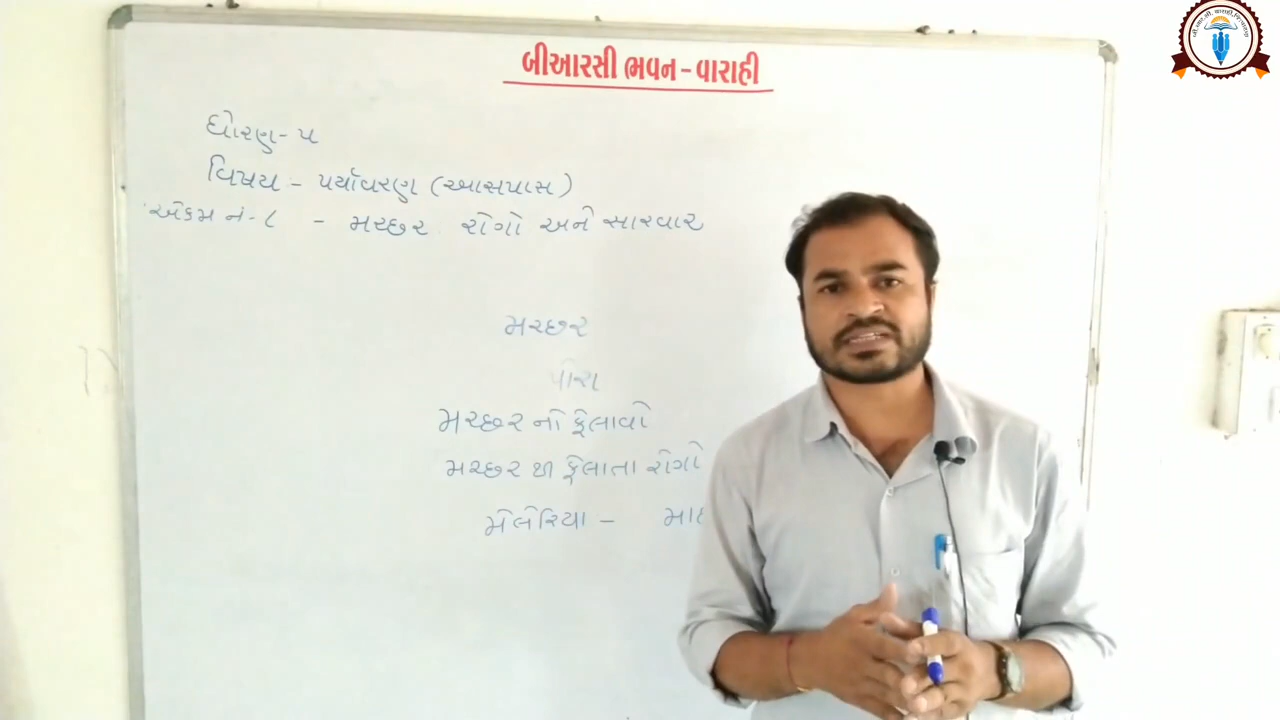 બીઆરસી ભવન - વારાહી
ધોરણ - ૫
વિષય :- પર્યાવરણ (આસપાસ)
એકમ નં - ૮ - મચ્છર રોગો અને સારવાર
મચ્છર
મચ્છર નો ફેલાવો
મચ્છર થી ફેલાતા રોગો
મેલેરિયા -